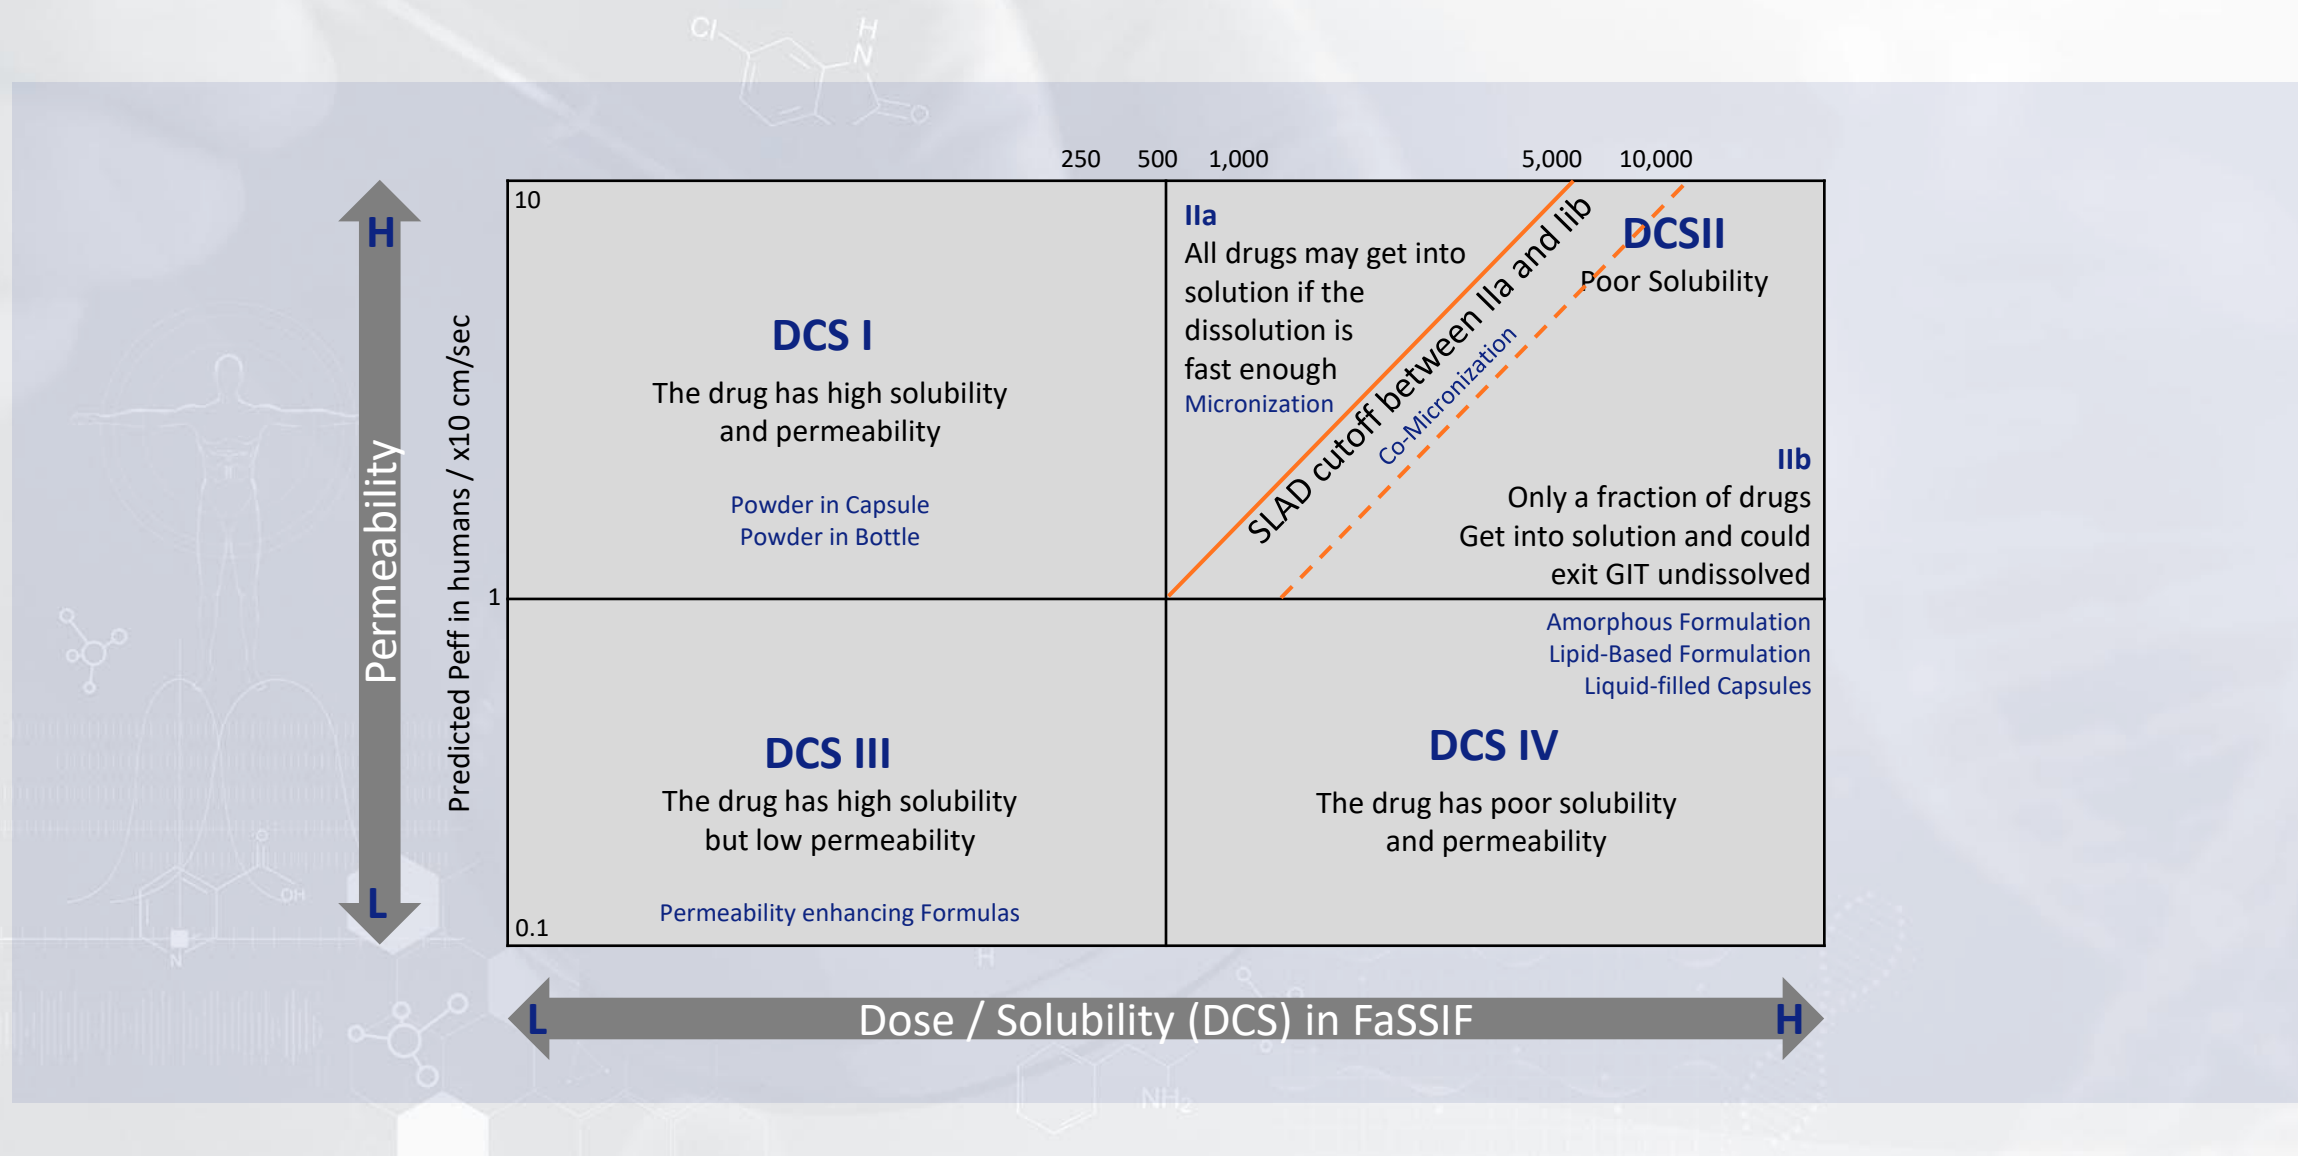 Cl
H
N
O
250 500 1,000 5,000 10,000
10
H
Permeability
L
Predicted Peff in humans / x10 cm/sec
1
0.1
DCS I
The drug has high solubility
and permeability
Powder in Capsule
Powder in Bottle
IIa
All drugs may get into
solution if the
dissolution is
fast enough
Micronization
SLAD cutoff between IIa and lib
Co-Micronization
DCSII
Poor Solubility
IIb
Only a fraction of drugs
Get into solution and could
exit GIT undissolved
DCS III
The drug has high solubility
but low permeability
Permeability enhancing Formulas
Amorphous Formulation
Lipid-Based Formulation
Liquid-filled Capsules
DCS IV
The drug has poor solubility
and permeability
O
OH
N
H
L
Dose / Solubility (DCS) in FaSSIF
H
NH2